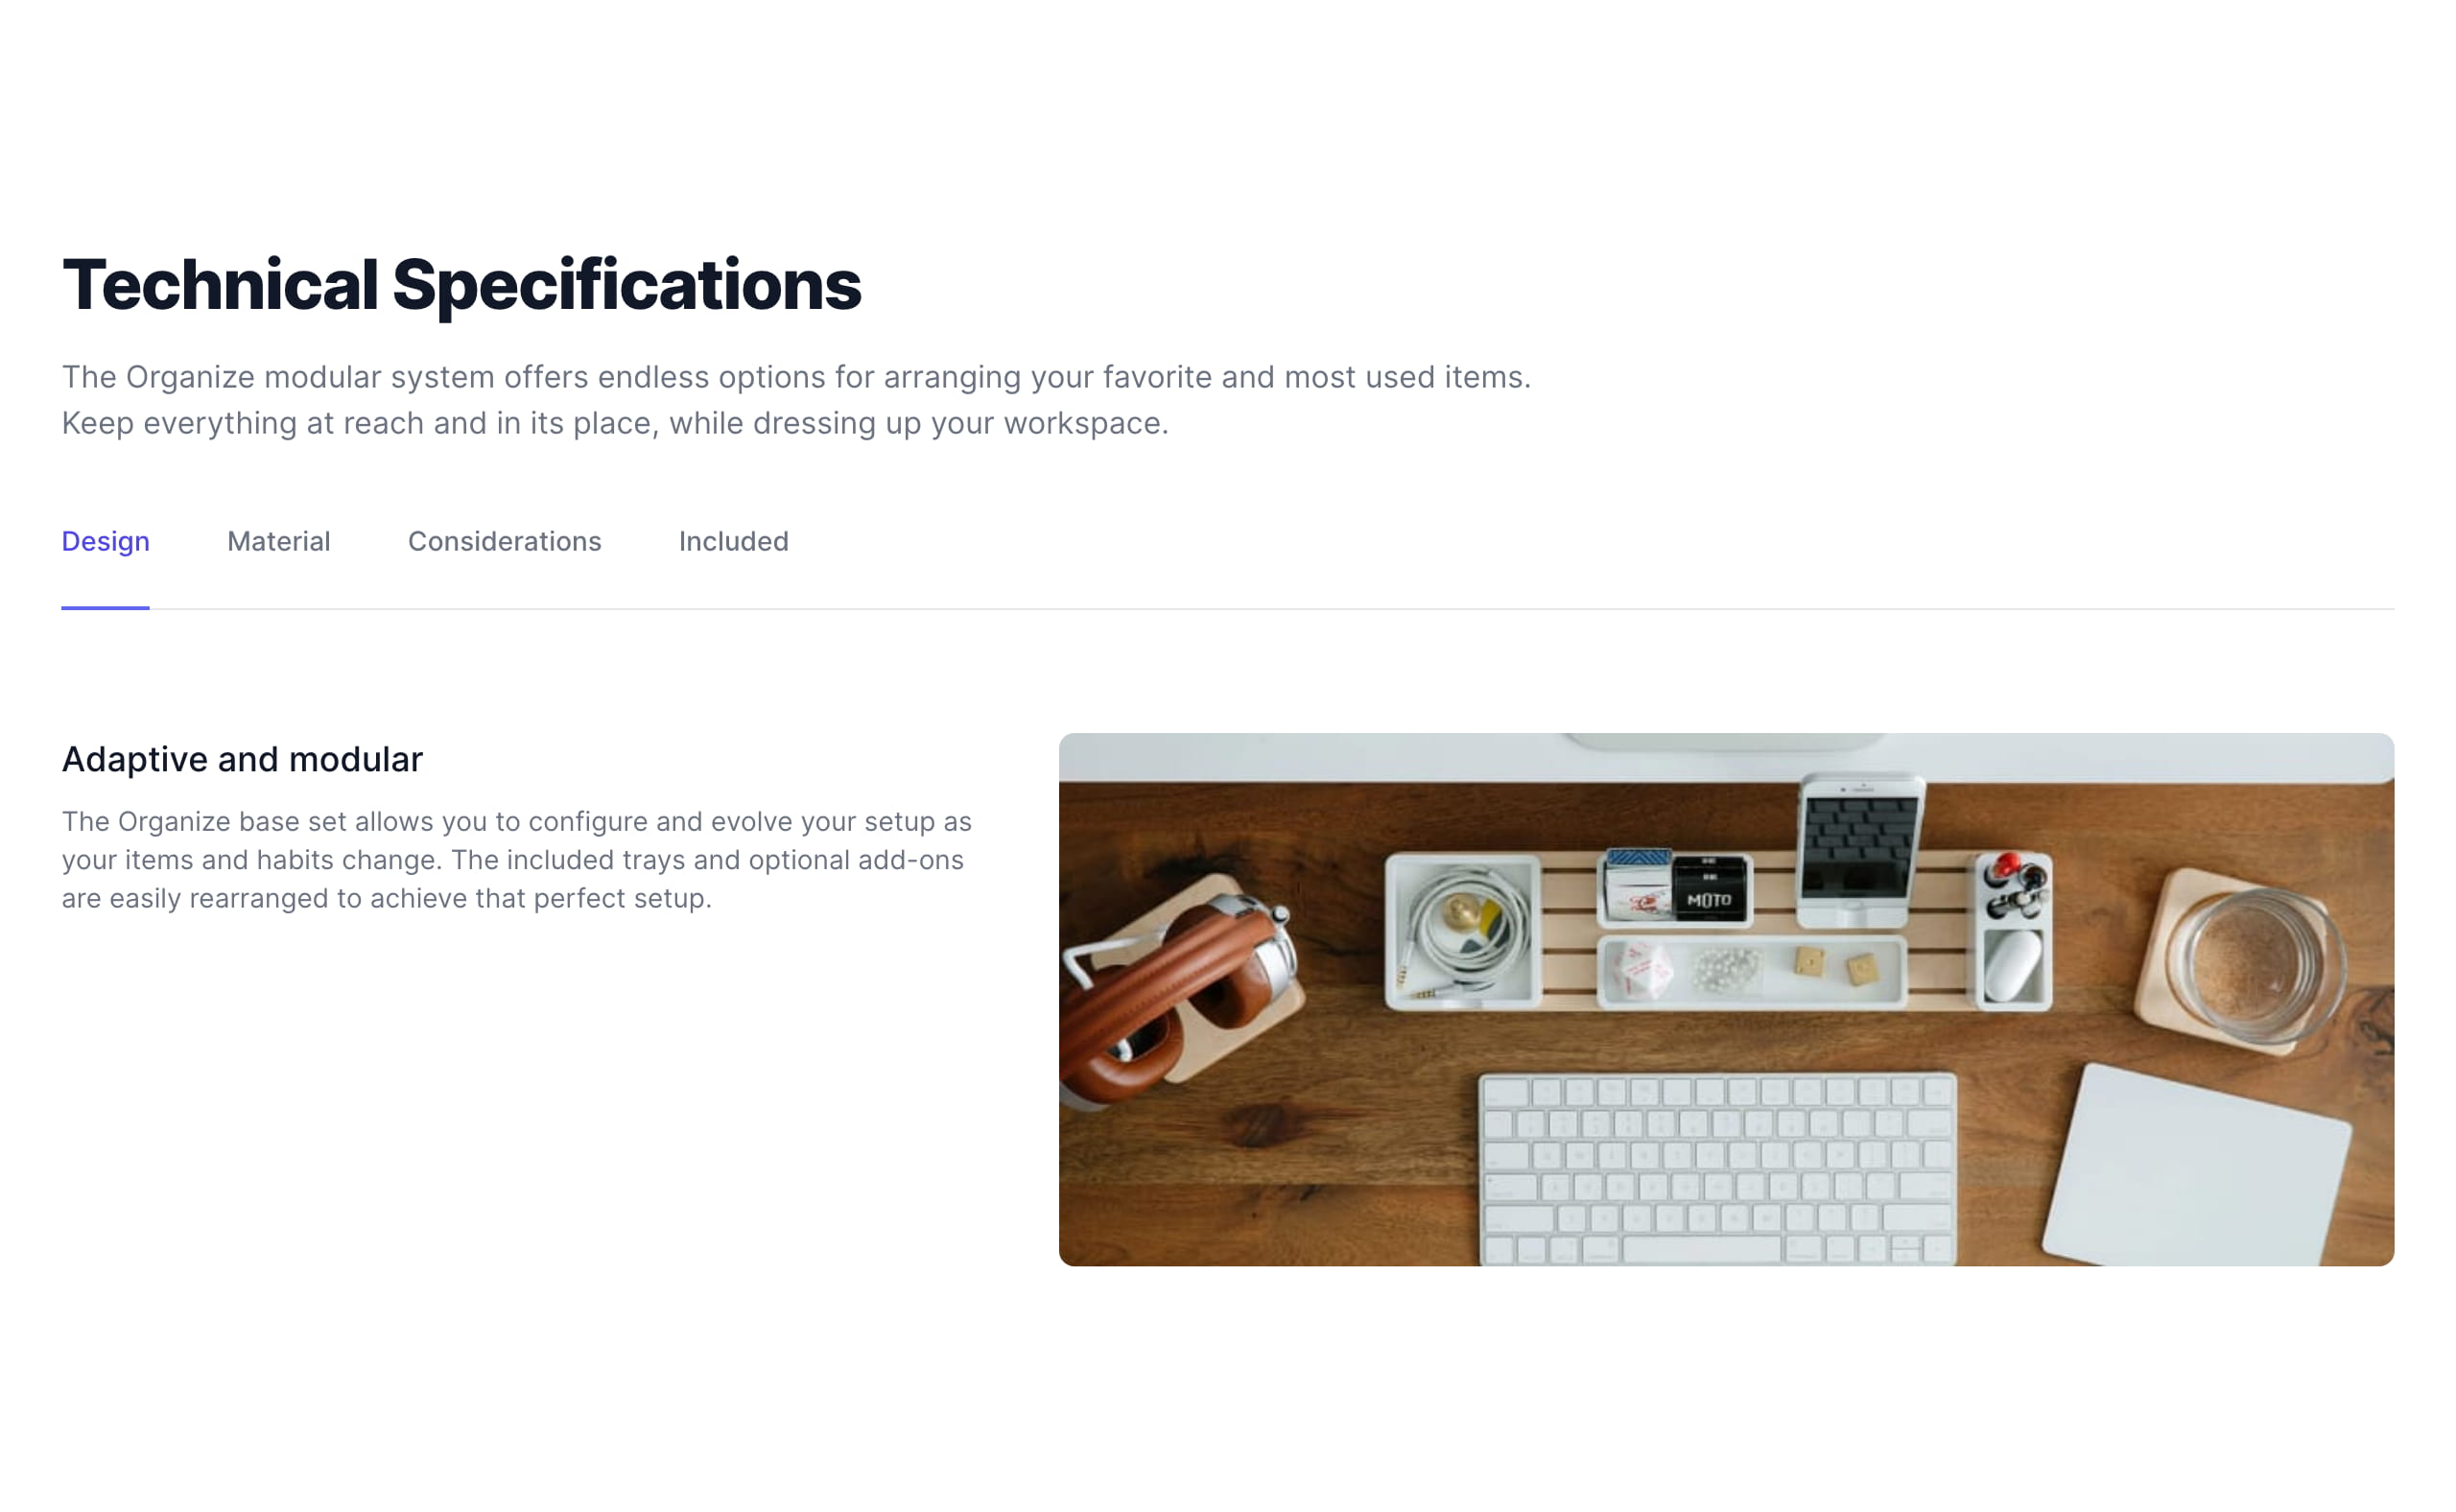 Technical Specifications
The Organize modular system offers endless options for arranging your favorite and most used items.
Keep everything at reach and in its place, while dressing up your workspace.
Design
Material
Considerations
Included
Adaptive and modular
The Organize base set allows you to configure and evolve your setup as
your items and habits change. The included trays and optional add-ons
are easily rearranged to achieve that perfect setup.
MOTO